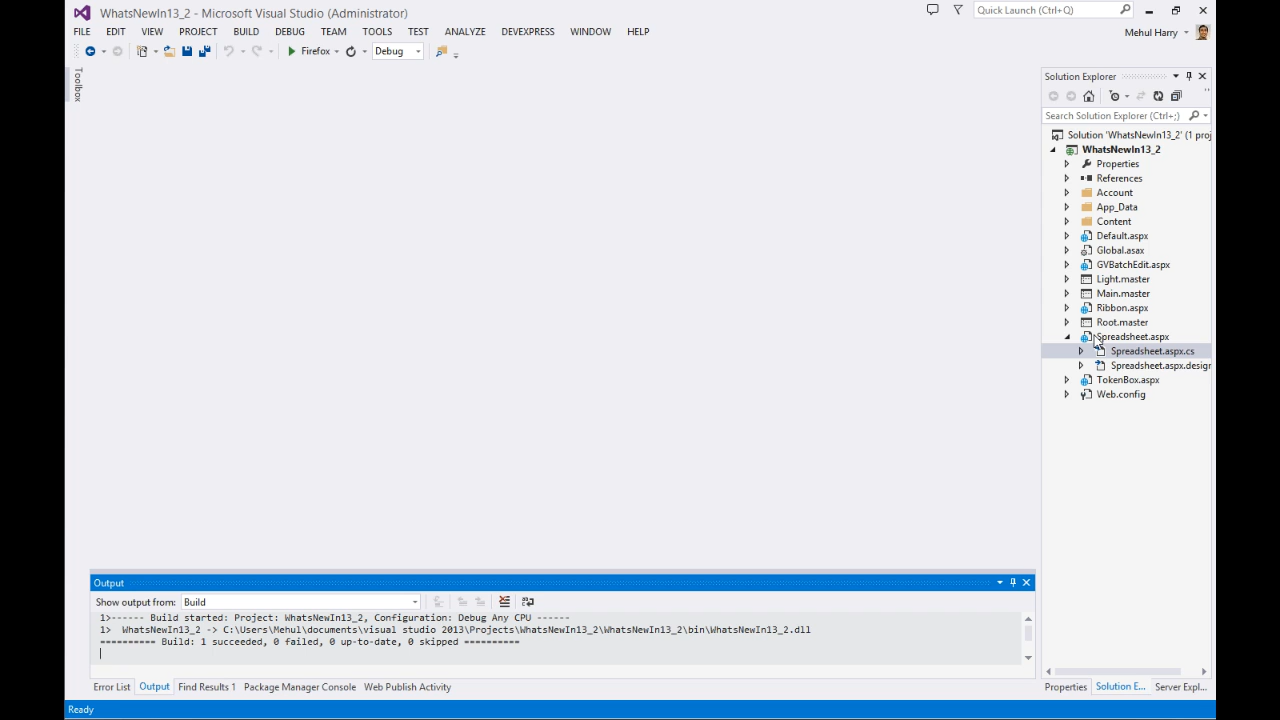 WhatsNewIn13_2 - Microsoft Visual Studio (Administrator)
Quick Launch (Ctrl+Q)
FILE EDIT VIEW PROJECT BUILD DEBUG TEAM TOOLS TEST ANALYZE DEVEXPRESS WINDOW HELP
Mehul Harry
Firefox
Debug
Toolbox
Solution Explorer
Search Solution Explorer (Ctrl+;)
Solution 'WhatsNewIn13_2' (1 proj
WhatsNewIn13_2
Properties
References
Account
App_Data
Content
Default.aspx
Global.asax
GVBatchEdit.aspx
Light.master
Main.master
Ribbon.aspx
Root.master
Spreadsheet.aspx
Spreadsheet.aspx.cs
Spreadsheet.aspx.design
TokenBox.aspx
Web.config
Output
Show output from: Build
1>------ Build started: Project: WhatsNewIn13_2, Configuration: Debug Any CPU ------
1>  WhatsNewIn13_2 -> C:\Users\Mehul\documents\visual studio 2013\Projects\WhatsNewIn13_2\WhatsNewIn13_2\bin\WhatsNewIn13_2.dll
========== Build: 1 succeeded, 0 failed, 0 up-to-date, 0 skipped ==========
Error List Output Find Results 1 Package Manager Console Web Publish Activity
Properties Solution E... Server Expl...
Ready